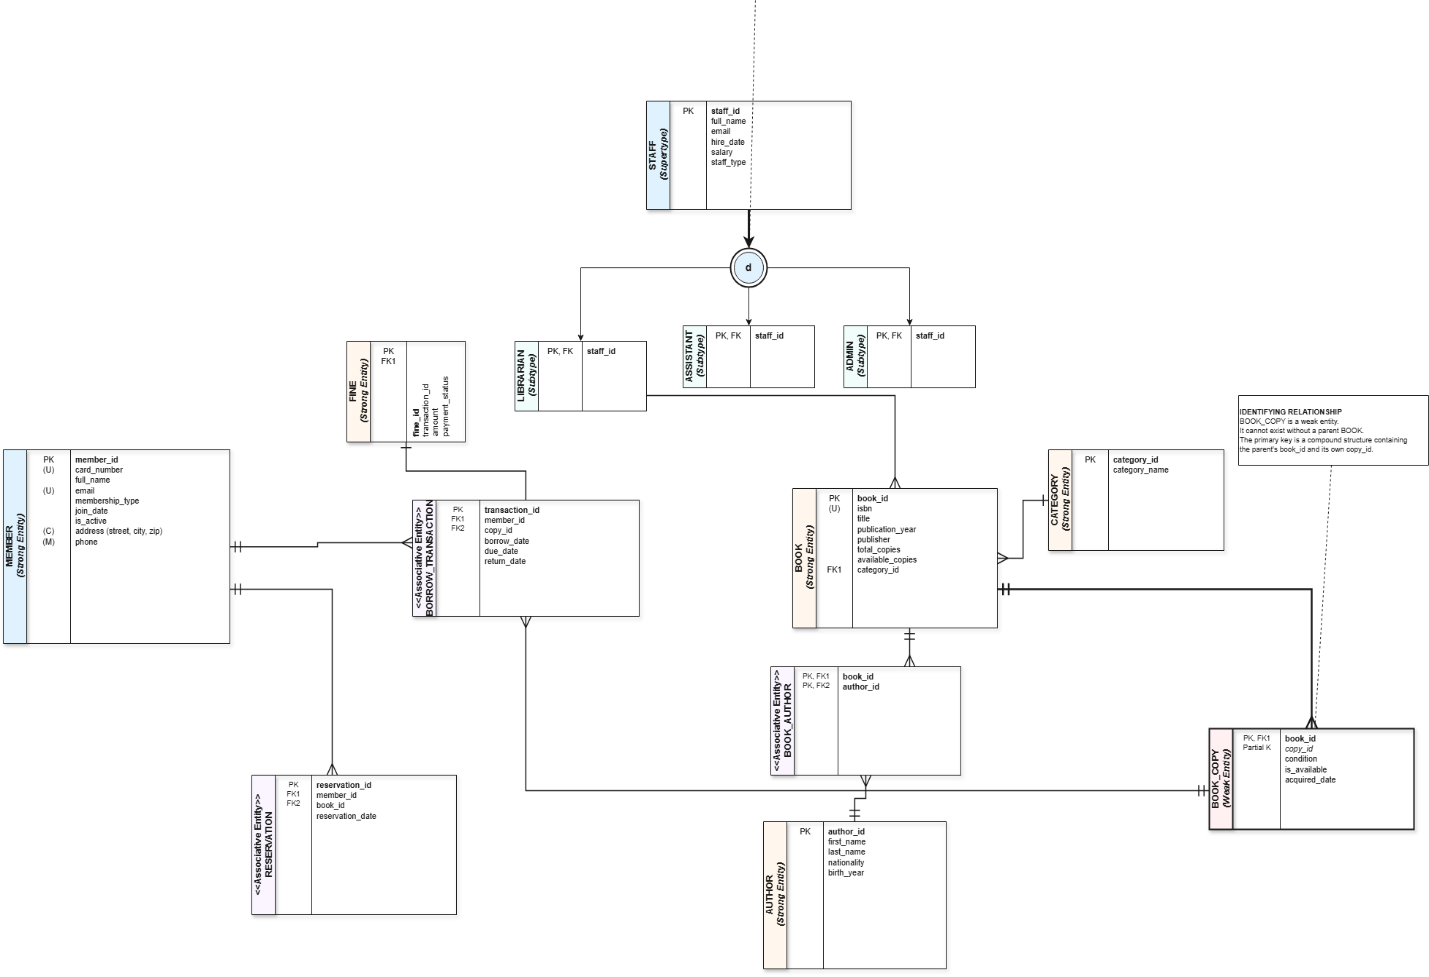 STAFF
(Supertype)
PK
staff_id
full_name
email
hire_date
salary
staff_type
d
LIBRARIAN
(Subtype)
PK, FK
staff_id
ASSISTANT
(Subtype)
PK, FK
staff_id
ADMIN
(Subtype)
PK, FK
staff_id
FINE
(Strong Entity)
PK
FK1
fine_id
transaction_id
amount
payment_status
IDENTIFYING RELATIONSHIP
BOOK_COPY is a weak entity.
It cannot exist without a parent BOOK.
The primary key is a compound structure containing
the parent's book_id and its own copy_id.
MEMBER
(Strong Entity)
PK member_id
(U) card_number
full_name
(U) email
membership_type
join_date
is_active
(C) address (street, city, zip)
(M) phone
<<Associative Entity>>
BORROW_TRANSACTION
PK transaction_id
FK1 member_id
FK2 copy_id
borrow_date
due_date
return_date
BOOK
(Strong Entity)
PK book_id
(U) isbn
title
publication_year
publisher
total_copies
available_copies
FK1 category_id
CATEGORY
(Strong Entity)
PK category_id
category_name
<<Associative Entity>>
BOOK_AUTHOR
PK, FK1 book_id
PK, FK2 author_id
BOOK_COPY
(Weak Entity)
PK, FK1 book_id
Partial K copy_id
condition
is_available
acquired_date
<<Associative Entity>>
RESERVATION
PK reservation_id
FK1 member_id
FK2 book_id
reservation_date
AUTHOR
(Strong Entity)
PK author_id
first_name
last_name
nationality
birth_year